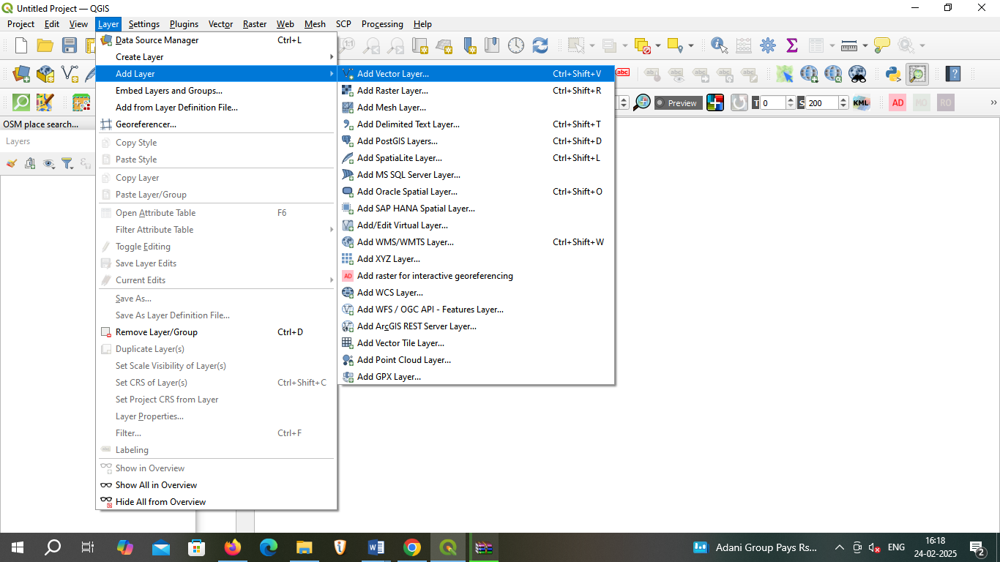 Untitled Project — QGIS
Project Edit View Layer Settings Plugins Vector Raster Web Mesh SCP Processing Help
Data Source Manager Ctrl+L
Create Layer
Add Layer
Embed Layers and Groups...
Add from Layer Definition File...
Georeferencer...
Copy Style
Paste Style
Copy Layer
Paste Layer/Group
Open Attribute Table F6
Filter Attribute Table
Toggle Editing
Save Layer Edits
Current Edits
Save As...
Save As Layer Definition File...
Remove Layer/Group Ctrl+D
Duplicate Layer(s)
Set Scale Visibility of Layer(s)
Set CRS of Layer(s) Ctrl+Shift+C
Set Project CRS from Layer
Layer Properties...
Filter... Ctrl+F
Labeling
Show in Overview
Show All in Overview
Hide All from Overview
Add Vector Layer... Ctrl+Shift+V
Add Raster Layer... Ctrl+Shift+R
Add Mesh Layer...
Add Delimited Text Layer... Ctrl+Shift+T
Add PostGIS Layers... Ctrl+Shift+D
Add SpatiaLite Layer... Ctrl+Shift+L
Add MS SQL Server Layer...
Add Oracle Spatial Layer... Ctrl+Shift+O
Add SAP HANA Spatial Layer...
Add/Edit Virtual Layer...
Add WMS/WMTS Layer... Ctrl+Shift+W
Add XYZ Layer...
AD Add raster for interactive georeferencing
Add WCS Layer...
Add WFS / OGC API - Features Layer...
Add ArcGIS REST Server Layer...
Add Vector Tile Layer...
Add Point Cloud Layer...
Add GPX Layer...
1:1
abc
Preview T 0 S 200 KML AD MO RO
OSM place search...
Layers
Adani Group Pays Rs... ENG 16:18
24-02-2025
2